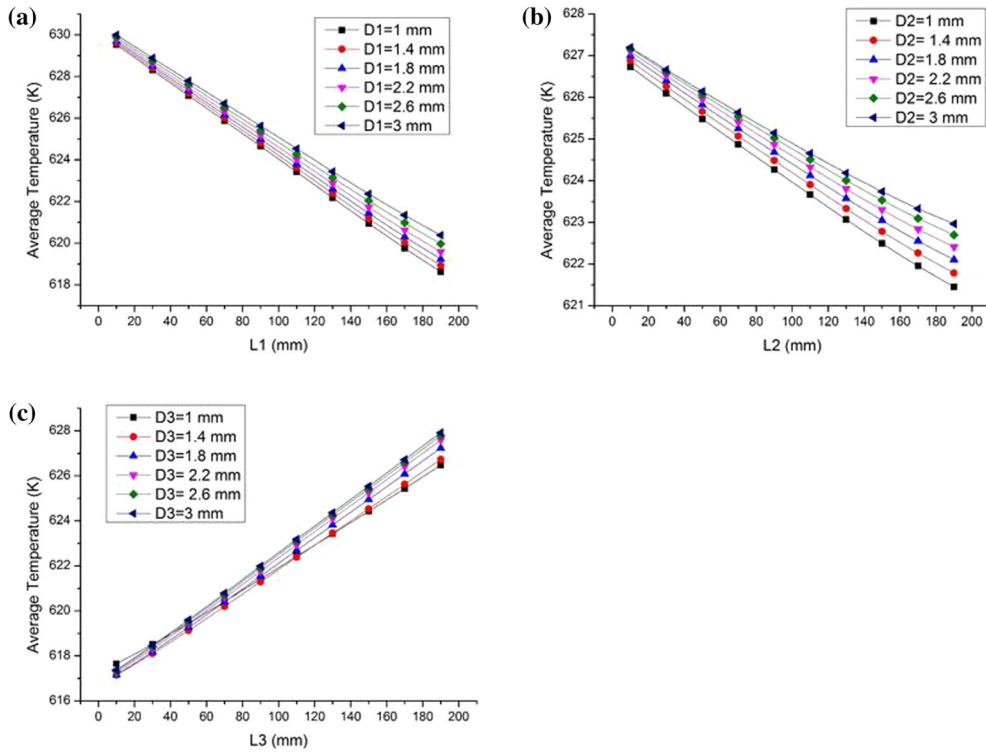 (a)
630
628
626
624
622
620
618
Average Temperature (K)
D1=1 mm
D1=1.4 mm
D1=1.8 mm
D1=2.2 mm
D1=2.6 mm
D1=3 mm
0 20 40 60 80 100 120 140 160 180 200
L1 (mm)
(b)
628
627
626
625
624
623
622
621
Average Temperature (K)
D2=1 mm
D2= 1.4 mm
D2=1.8 mm
D2= 2.2 mm
D2=2.6 mm
D2= 3 mm
0 20 40 60 80 100 120 140 160 180 200
L2 (mm)
(c)
628
626
624
622
620
618
616
Average Temperature (K)
D3=1 mm
D3=1.4 mm
D3=1.8 mm
D3= 2.2 mm
D3= 2.6 mm
D3=3 mm
0 20 40 60 80 100 120 140 160 180 200
L3 (mm)